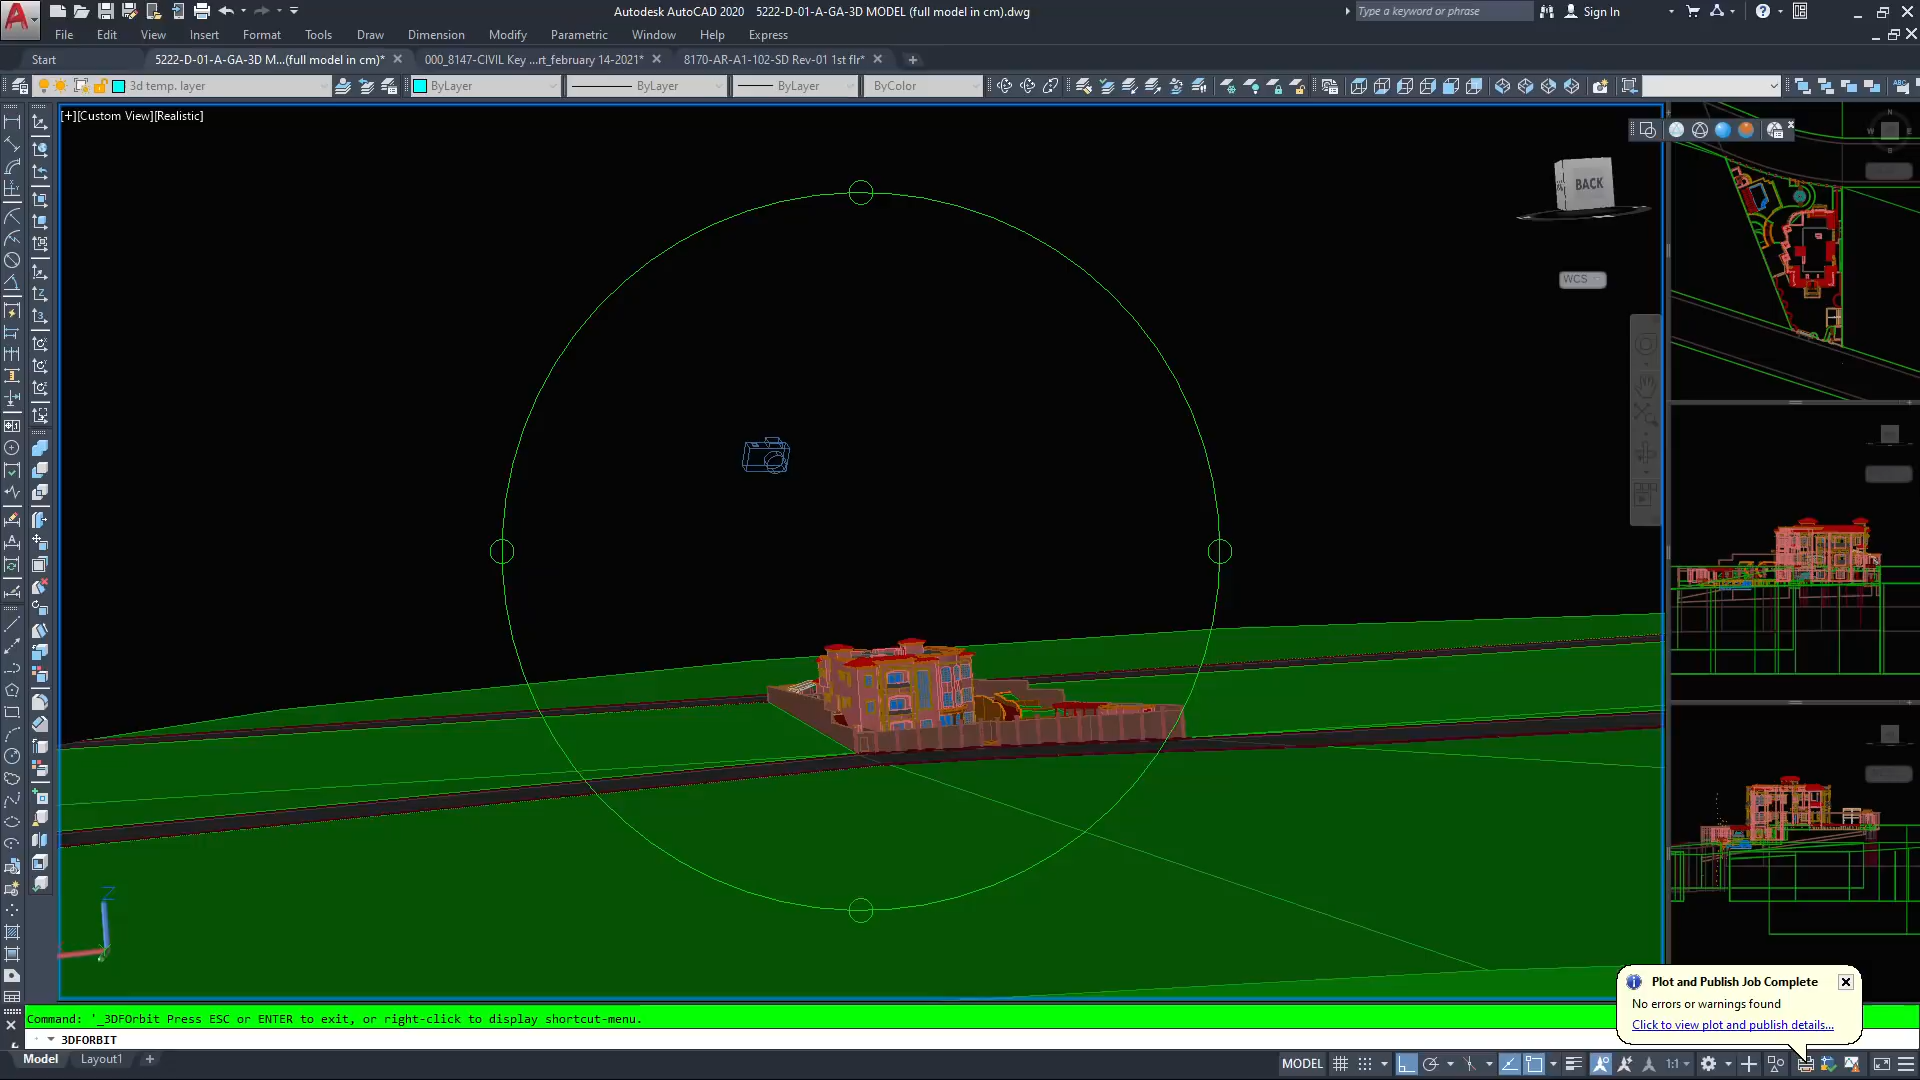 Autodesk AutoCAD 2020 5222-D-01-A-GA-3D MODEL (full model in cm).dwg
Type a keyword or phrase
Sign In
File Edit View Insert Format Tools Draw Dimension Modify Parametric Window Help Express
Start
5222-D-01-A-GA-3D M...(full model in cm)*
000_8147-CIVIL Key ...rt_february 14-2021*
8170-AR-A1-102-SD Rev-01 1st flr*
3d temp. layer
ByLayer
ByLayer
ByLayer
ByColor
[+][Custom View][Realistic]
BACK
WCS
Z
Plot and Publish Job Complete
No errors or warnings found
Click to view plot and publish details...
Command: '_3DFOrbit Press ESC or ENTER to exit, or right-click to display shortcut-menu.
3DFORBIT
Model Layout1
MODEL
1:1